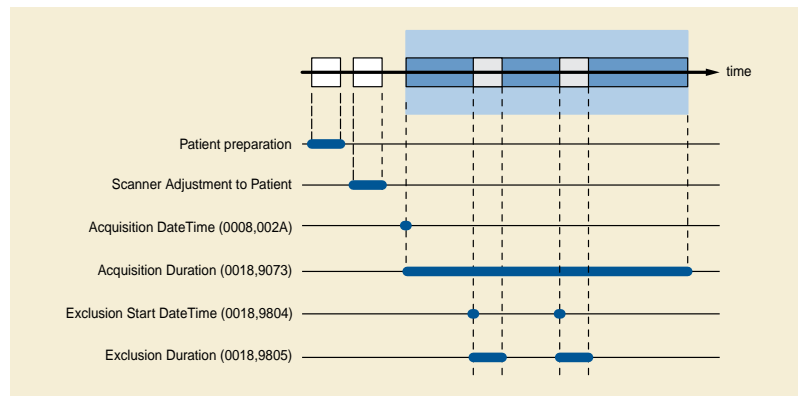 time
Patient preparation
Scanner Adjustment to Patient
Acquisition DateTime (0008,002A)
Acquisition Duration (0018,9073)
Exclusion Start DateTime (0018,9804)
Exclusion Duration (0018,9805)